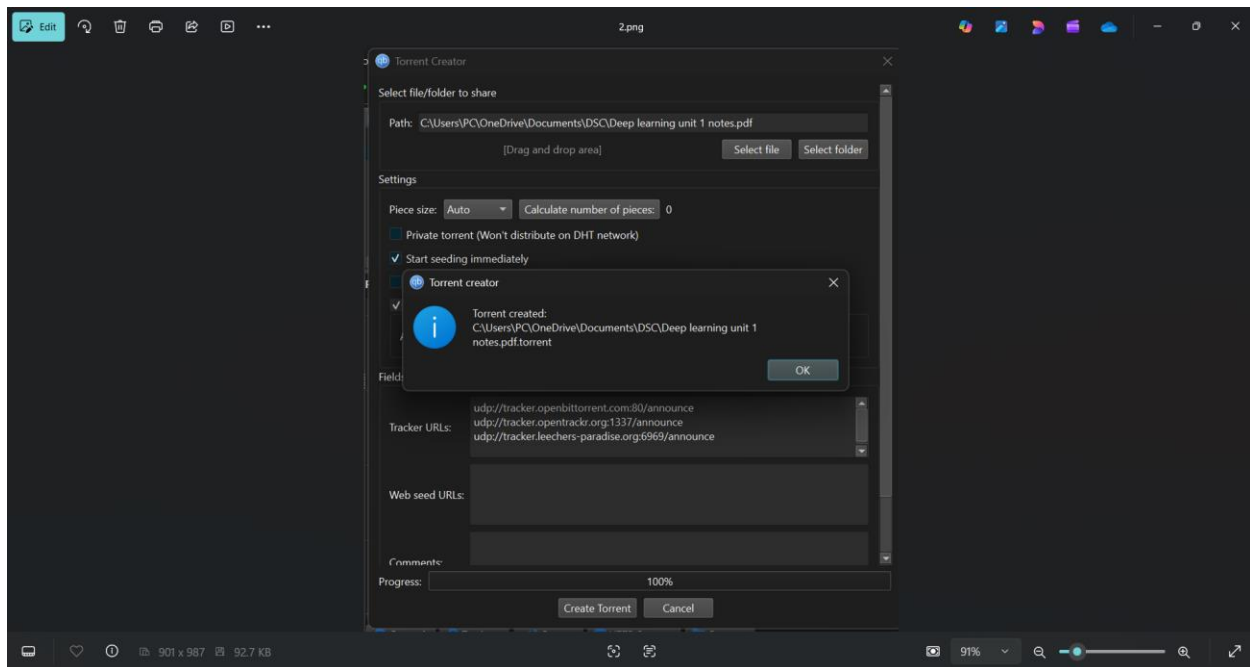 Edit
2.png
Torrent Creator
Select file/folder to share
Path: C:\Users\PC\OneDrive\Documents\DSC\Deep learning unit 1 notes.pdf
[Drag and drop area] Select file Select folder
Settings
Piece size: Auto Calculate number of pieces: 0
Private torrent (Won't distribute on DHT network)
Start seeding immediately
Torrent creator
Torrent created:
C:\Users\PC\OneDrive\Documents\DSC\Deep learning unit 1
notes.pdf.torrent
OK
Field
udp://tracker.openbittorrent.com:80/announce
Tracker URLs: udp://tracker.opentrackr.org:1337/announce
udp://tracker.leechers-paradise.org:6969/announce
Web seed URLs:
Comments:
Progress: 100%
Create Torrent Cancel
901 x 987 92.7 KB 91%